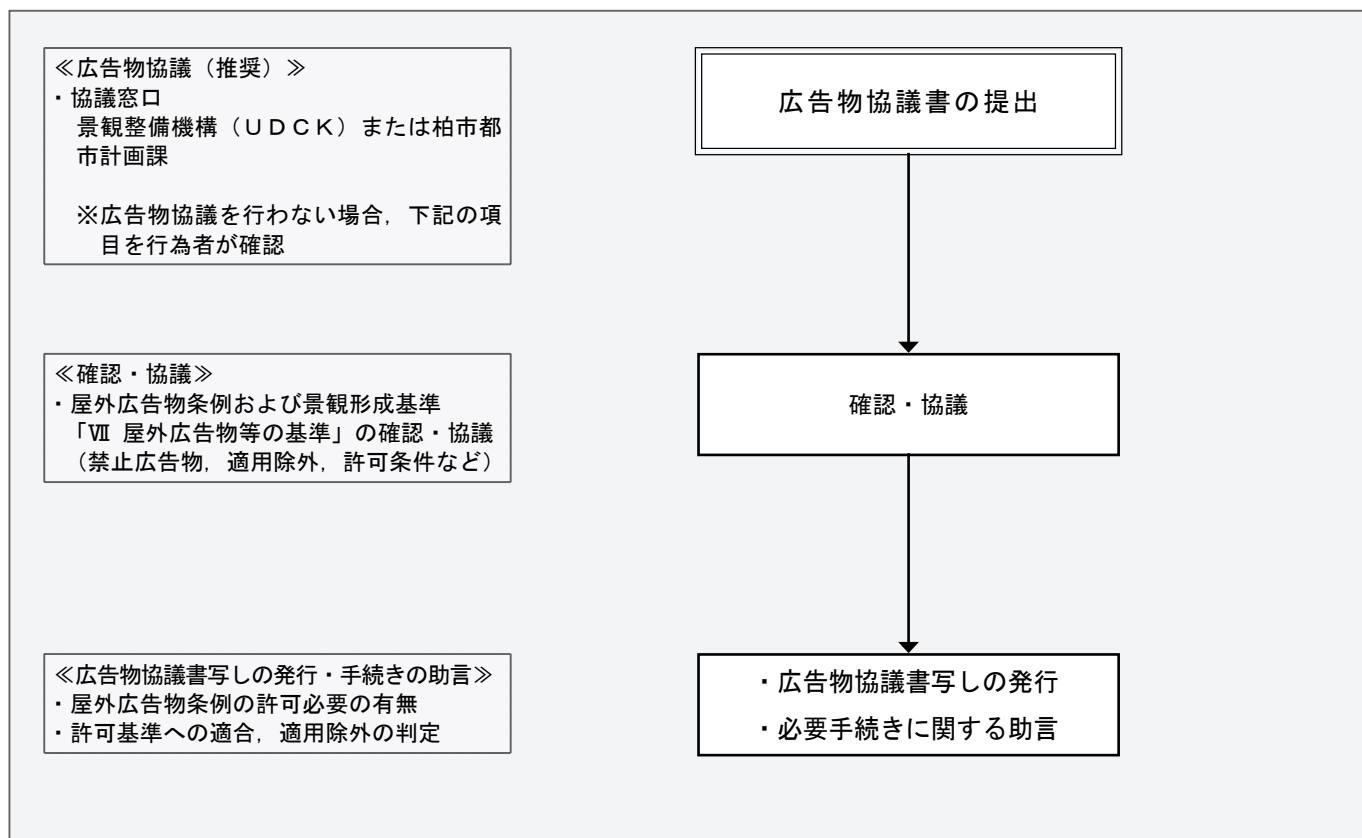 ≪広告物協議（推奨）≫
・協議窓口
景観整備機構（ＵＤＣＫ）または柏市都
市計画課
※広告物協議を行わない場合，下記の項
目を行為者が確認
広告物協議書の提出
≪確認・協議≫
・屋外広告物条例および景観形成基準
「Ⅶ 屋外広告物等の基準」の確認・協議
（禁止広告物，適用除外，許可条件など）
確認・協議
≪広告物協議書写しの発行・手続きの助言≫
・屋外広告物条例の許可必要の有無
・許可基準への適合，適用除外の判定
・広告物協議書写しの発行
・必要手続きに関する助言